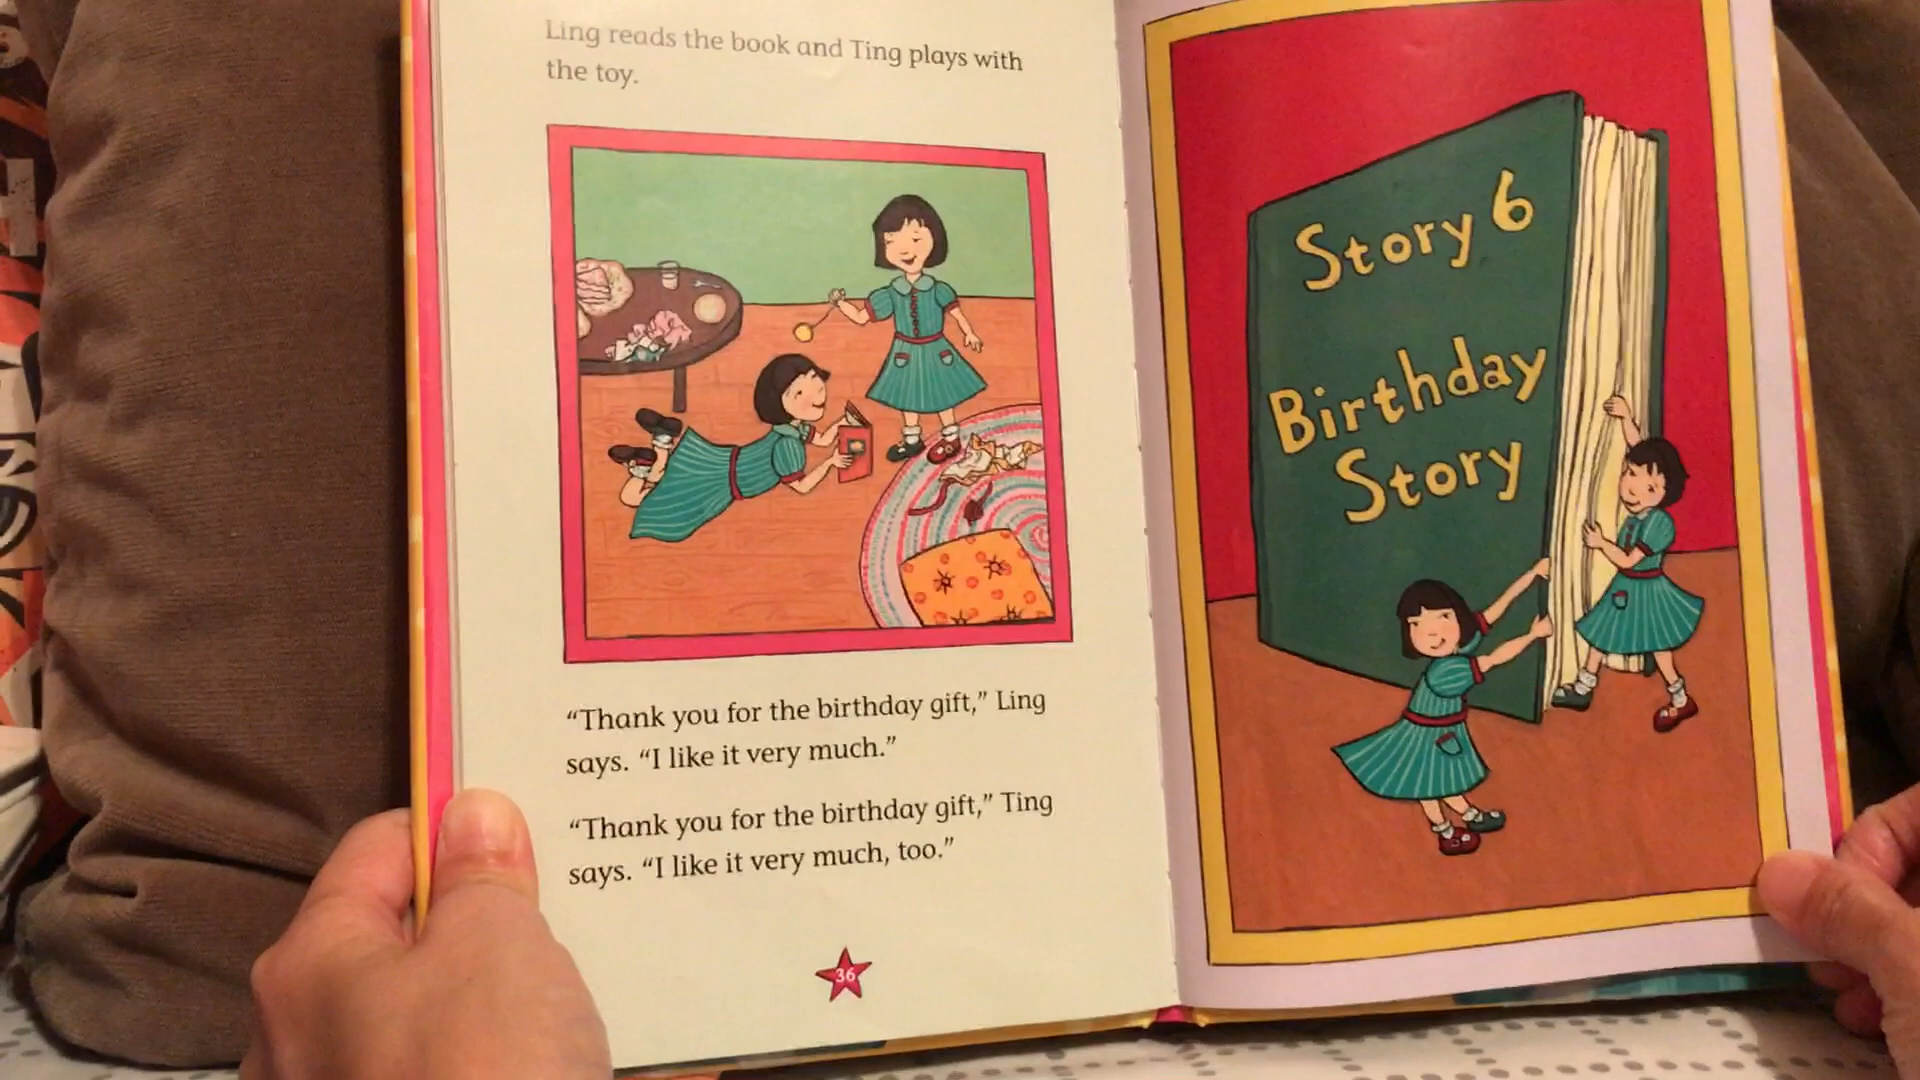 Ling reads the book and Ting plays with
the toy.
“Thank you for the birthday gift,” Ling
says. “I like it very much.”
“Thank you for the birthday gift,” Ting
says. “I like it very much, too.”
36
Story 6
Birthday
Story